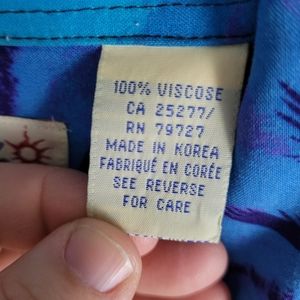 100% VISCOSE
CA 25277/
RN 79727
MADE IN KOREA
FABRIQUÉ EN CORÉE
SEE REVERSE
FOR CARE